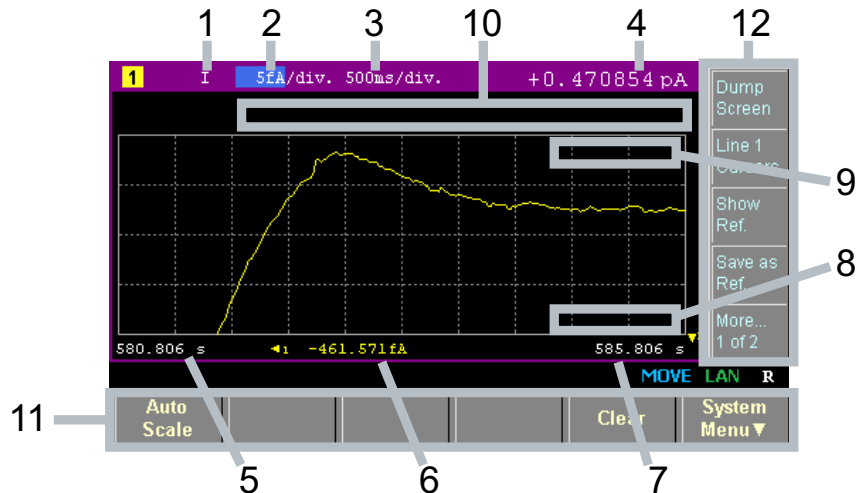 1 2 3 10 4 12
1 I 5fA/div. 500ms/div. +0.470854 pA
Dump
Screen
Line 1
Cursors
9
Show
Ref.
Save as
Ref.
8
More...
1 of 2
580.806 s ◄1 -461.571fA 585.806 s
MOVE LAN R
11
Auto
Scale
Clear
System
Menu▼
5 6 7